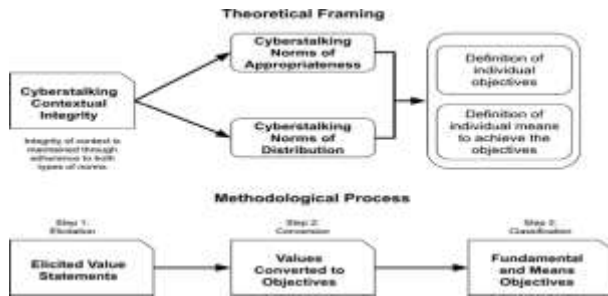 Theoretical Framing
Cyberstalking
Norms of
Appropriateness
Definition of
individual
objectives
Cyberstalking
Contextual
Integrity
Integrity of context is
maintained through
adherence to both
types of norms
Cyberstalking
Norms of
Distribution
Definition of
individual means
to achieve the
objectives
Methodological Process
Step 1:
Elicitation
Elicited Value
Statements
Step 2:
Conversion
Values
Converted to
Objectives
Step 3:
Classification
Fundamental
and Means
Objectives